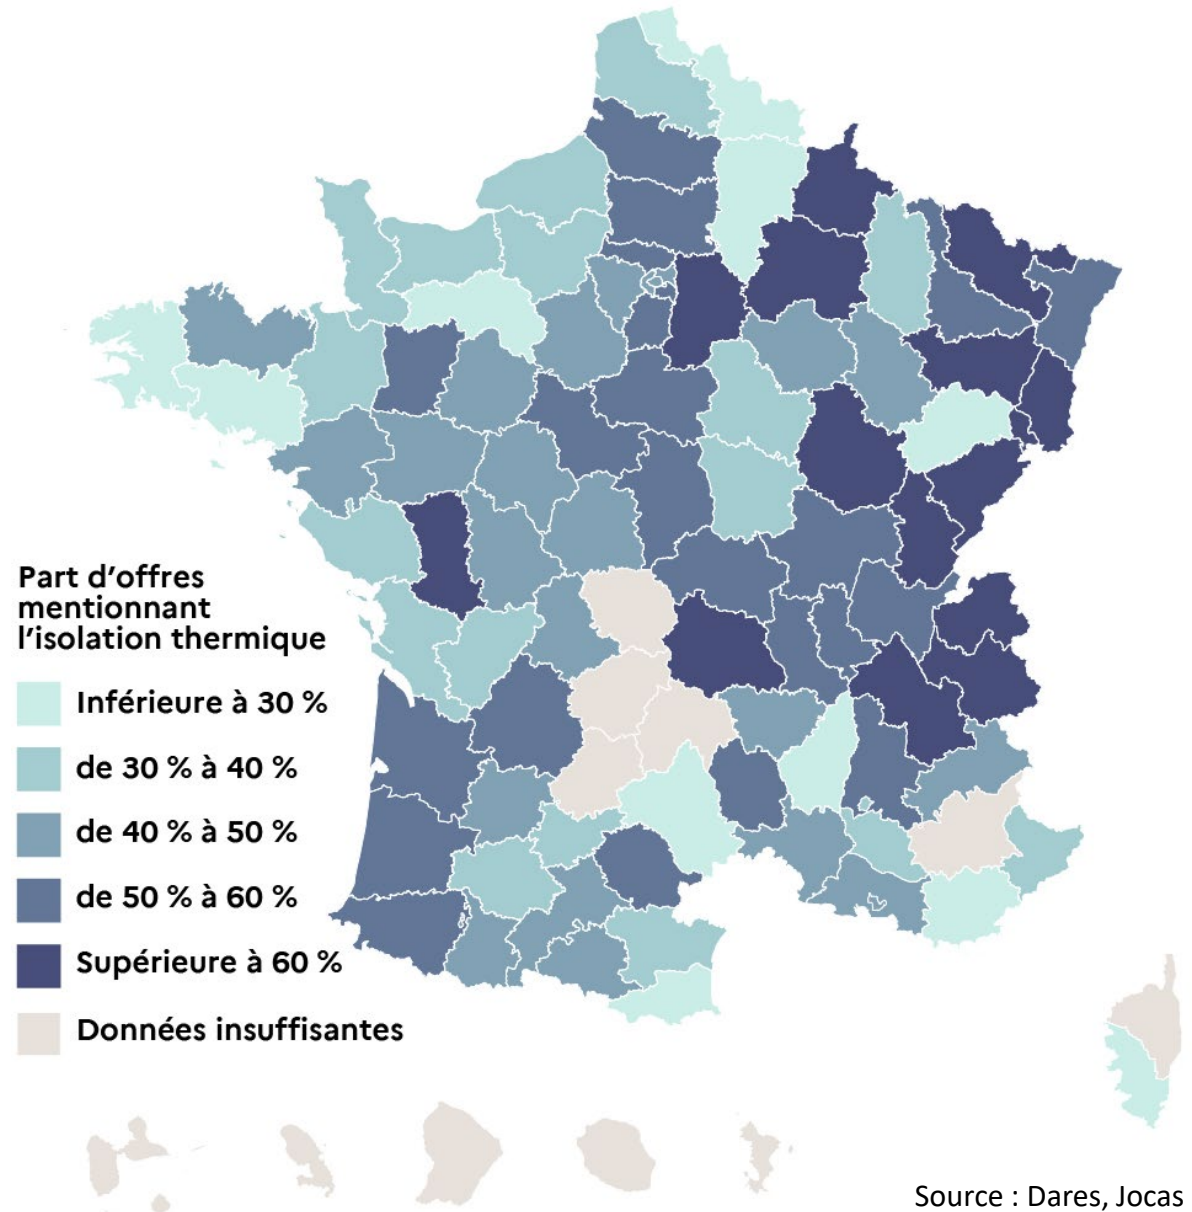 Part d’offres
mentionnant
l’isolation thermique
Inférieure à 30 %
de 30 % à 40 %
de 40 % à 50 %
de 50 % à 60 %
Supérieure à 60 %
Données insuffisantes
Source : Dares, Jocas